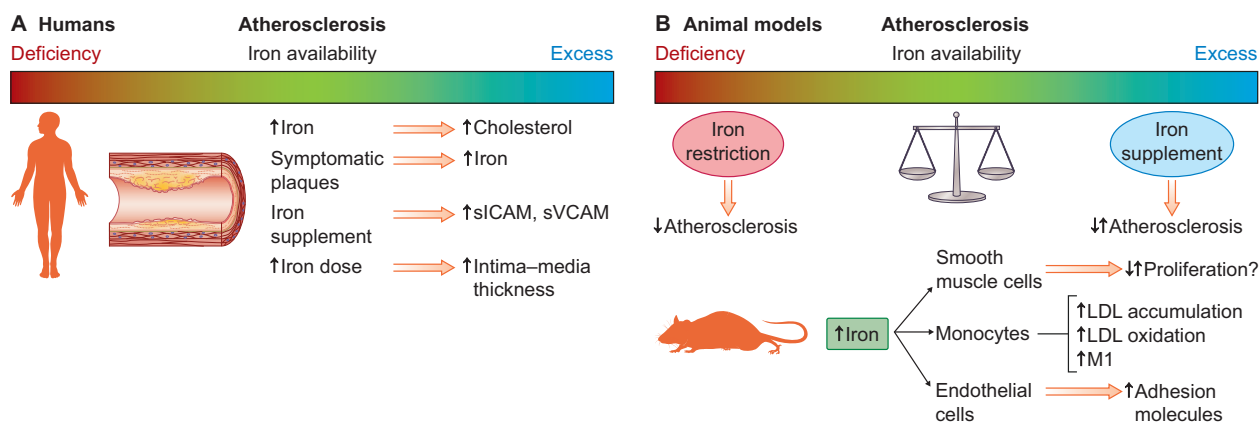 A Humans
Atherosclerosis
Deficiency
Iron availability
Excess
↑Iron
↑Cholesterol
Symptomatic
plaques
↑Iron
Iron
supplement
↑sICAM, sVCAM
↑Iron dose
↑Intima–media
thickness
B Animal models
Atherosclerosis
Deficiency
Iron availability
Excess
Iron
restriction
↓Atherosclerosis
Iron
supplement
↓↑Atherosclerosis
↑Iron
Smooth
muscle cells
↓↑Proliferation?
Monocytes
↑LDL accumulation
↑LDL oxidation
↑M1
Endothelial
cells
↑Adhesion
molecules